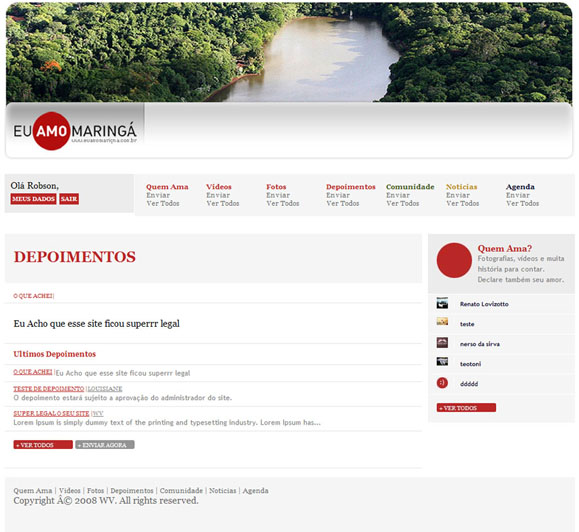 EU AMO MARINGÁ
www.euamomaringa.com.br
Olá Robson,
MEUS DADOS SAIR
Quem Ama Vídeos Fotos Depoimentos Comunidade Notícias Agenda
Enviar Enviar Enviar Enviar Enviar Enviar Enviar
Ver Todos Ver Todos Ver Todos Ver Todos Ver Todos Ver Todos Ver Todos
DEPOIMENTOS
O QUE ACHEI |
Eu Acho que esse site ficou superrr legal
Ultimos Depoimentos
O QUE ACHEI |Eu Acho que esse site ficou superrr legal
TESTE DE DEPOIMENTO |LOUISIANE
O depoimento estará sujeito a aprovação do administrador do site.
SUPER LEGAL O SEU SITE |WV
Lorem Ipsum is simply dummy text of the printing and typesetting industry. Lorem Ipsum has...
+ VER TODOS + ENVIAR AGORA
Quem Ama?
Fotografias, vídeos e muita
história para contar.
Declare também seu amor.
Renato Lovizotto
teste
nerso da sirva
teotoni
:) ddddd
+ VER TODOS
Quem Ama | Vídeos | Fotos | Depoimentos | Comunidade | Notícias | Agenda
Copyright Â© 2008 WV. All rights reserved.